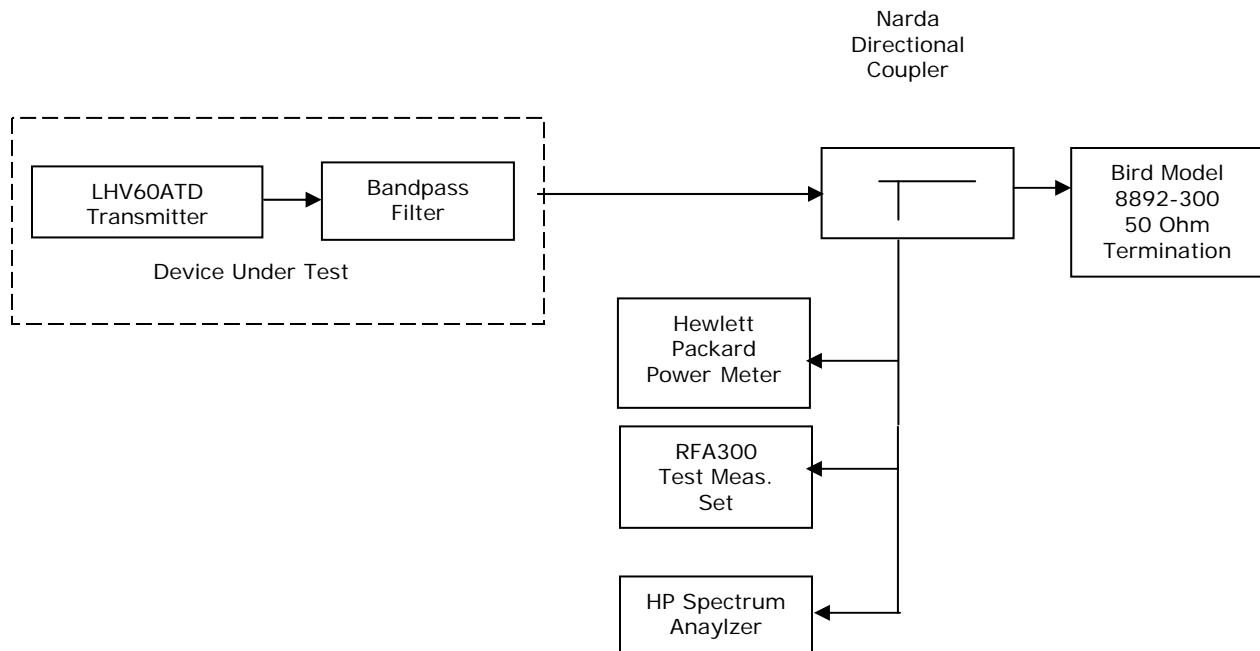 Narda
Directional
Coupler
LHV60ATD
Transmitter
Bandpass
Filter
Device Under Test
Bird Model
8892-300
50 Ohm
Termination
Hewlett
Packard
Power Meter
RFA300
Test Meas.
Set
HP Spectrum
Anaylzer